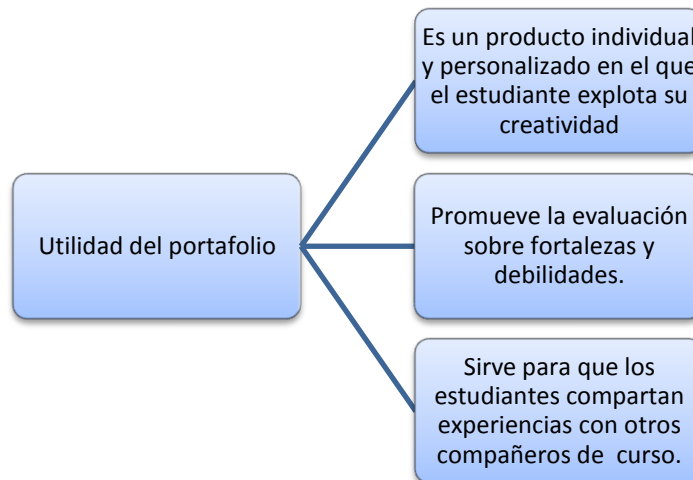 Es un producto individual
y personalizado en el que
el estudiante explota su
creatividad
Utilidad del portafolio
Promueve la evaluación
sobre fortalezas y
debilidades.
Sirve para que los
estudiantes compartan
experiencias con otros
compañeros de curso.